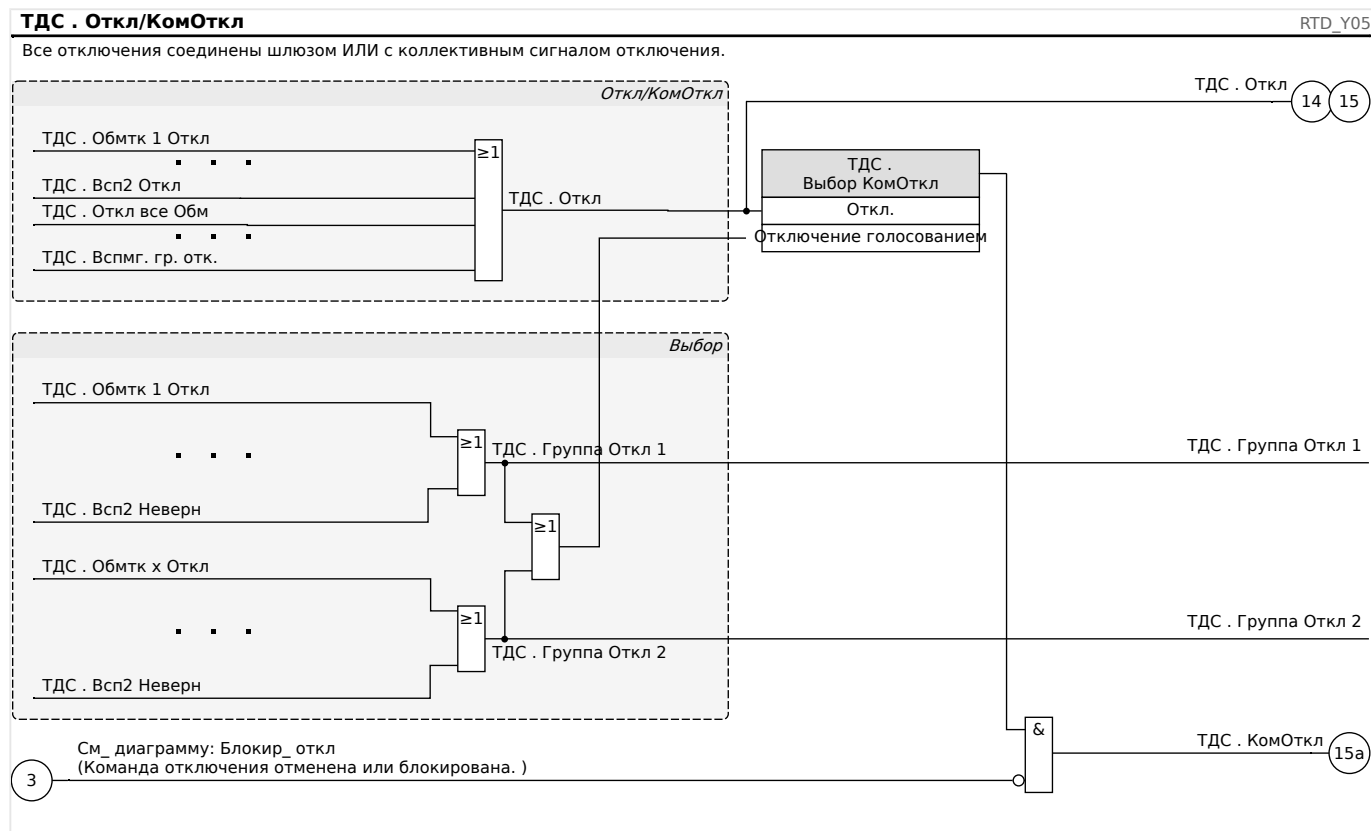 ТДС . Откл/КомОткл
RTD_Y05
Все отключения соединены шлюзом ИЛИ с коллективным сигналом отключения.
Откл/КомОткл
ТДС . Откл
14
15
ТДС . Обмтк 1 Откл
≥1
ТДС . Всп2 Откл
ТДС . Откл все Обм
ТДС . Вспмг. гр. отк.
ТДС . Откл
ТДС .
Выбор КомОткл
Откл.
Отключение голосованием
Выбор
ТДС . Обмтк 1 Откл
≥1
ТДС . Группа Откл 1
ТДС . Группа Откл 1
ТДС . Всп2 Неверн
≥1
ТДС . Обмтк x Откл
≥1
ТДС . Группа Откл 2
ТДС . Группа Откл 2
ТДС . Всп2 Неверн
&
ТДС . КомОткл
15a
См_ диаграмму: Блокир_ откл
(Команда отключения отменена или блокирована. )
3